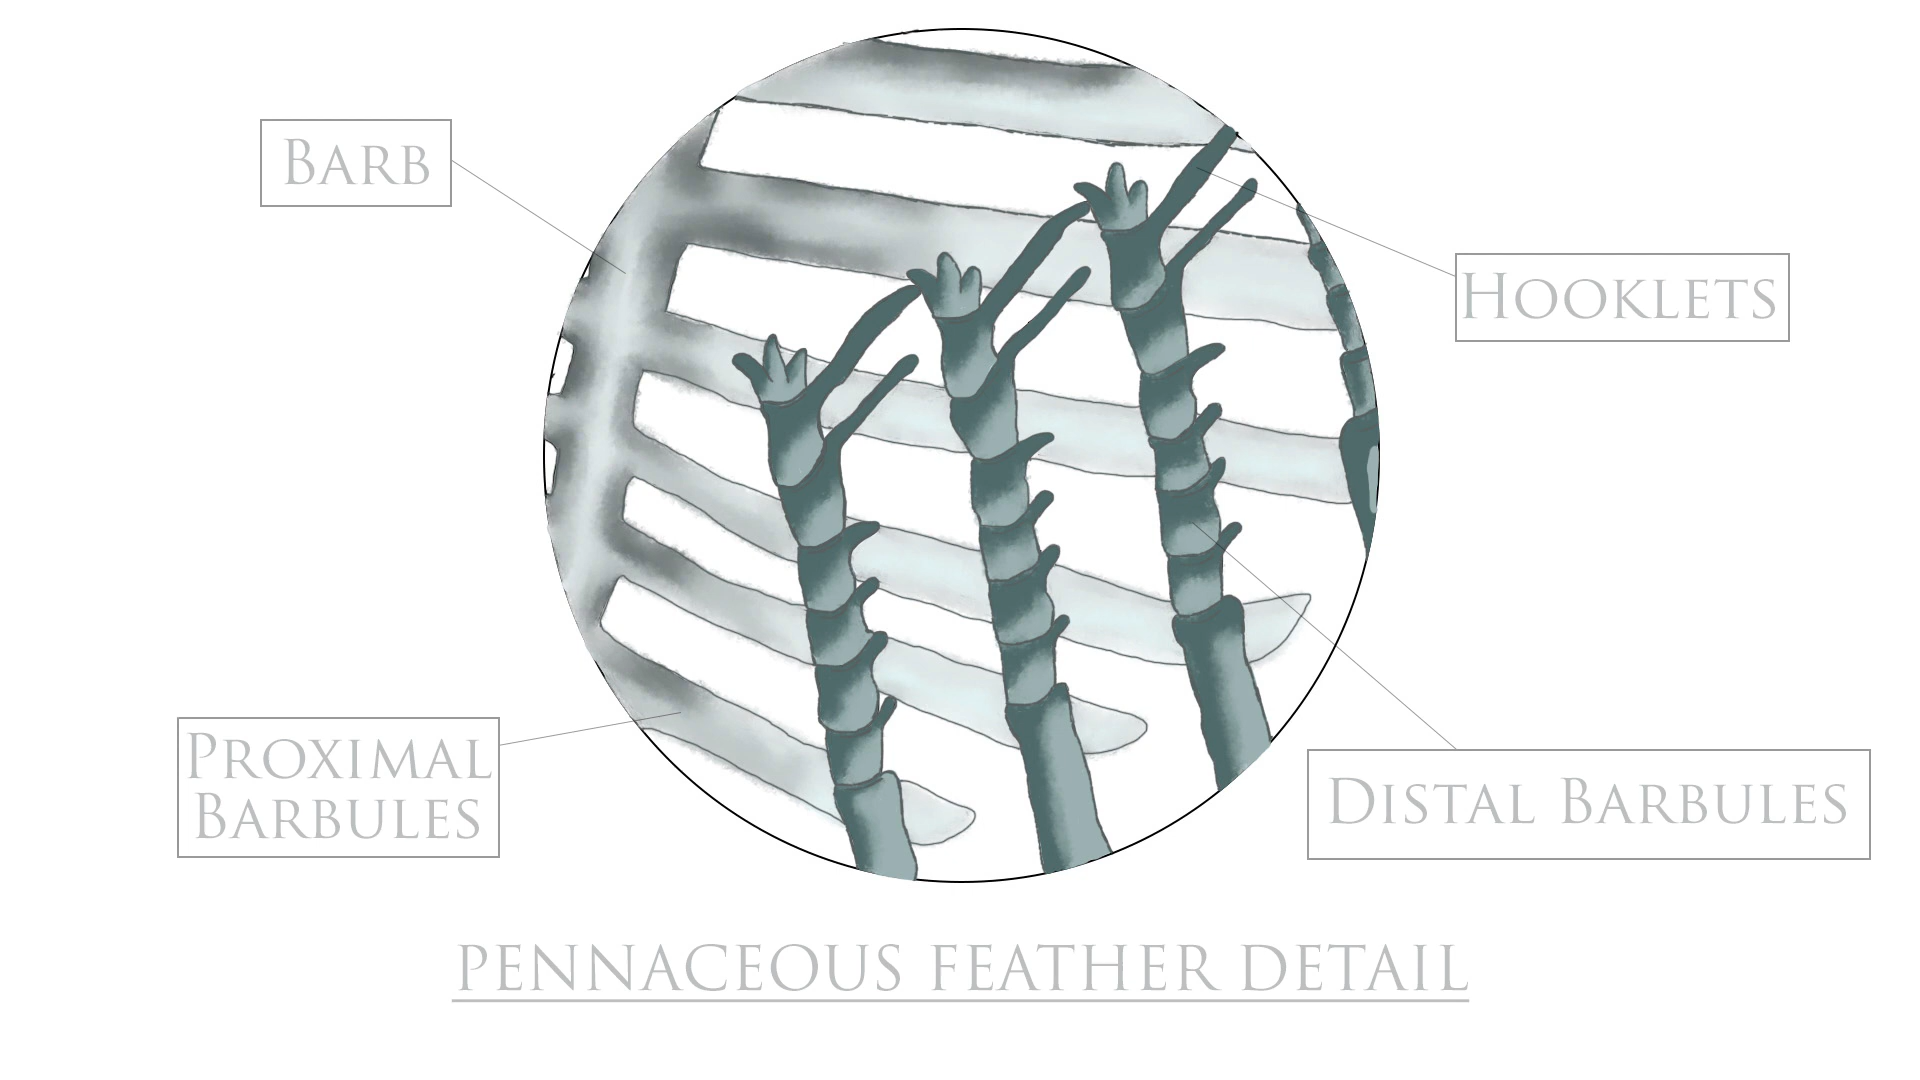 BARB
HOOKLETS
PROXIMAL
BARBULES
DISTAL BARBULES
PENNACEOUS FEATHER DETAIL